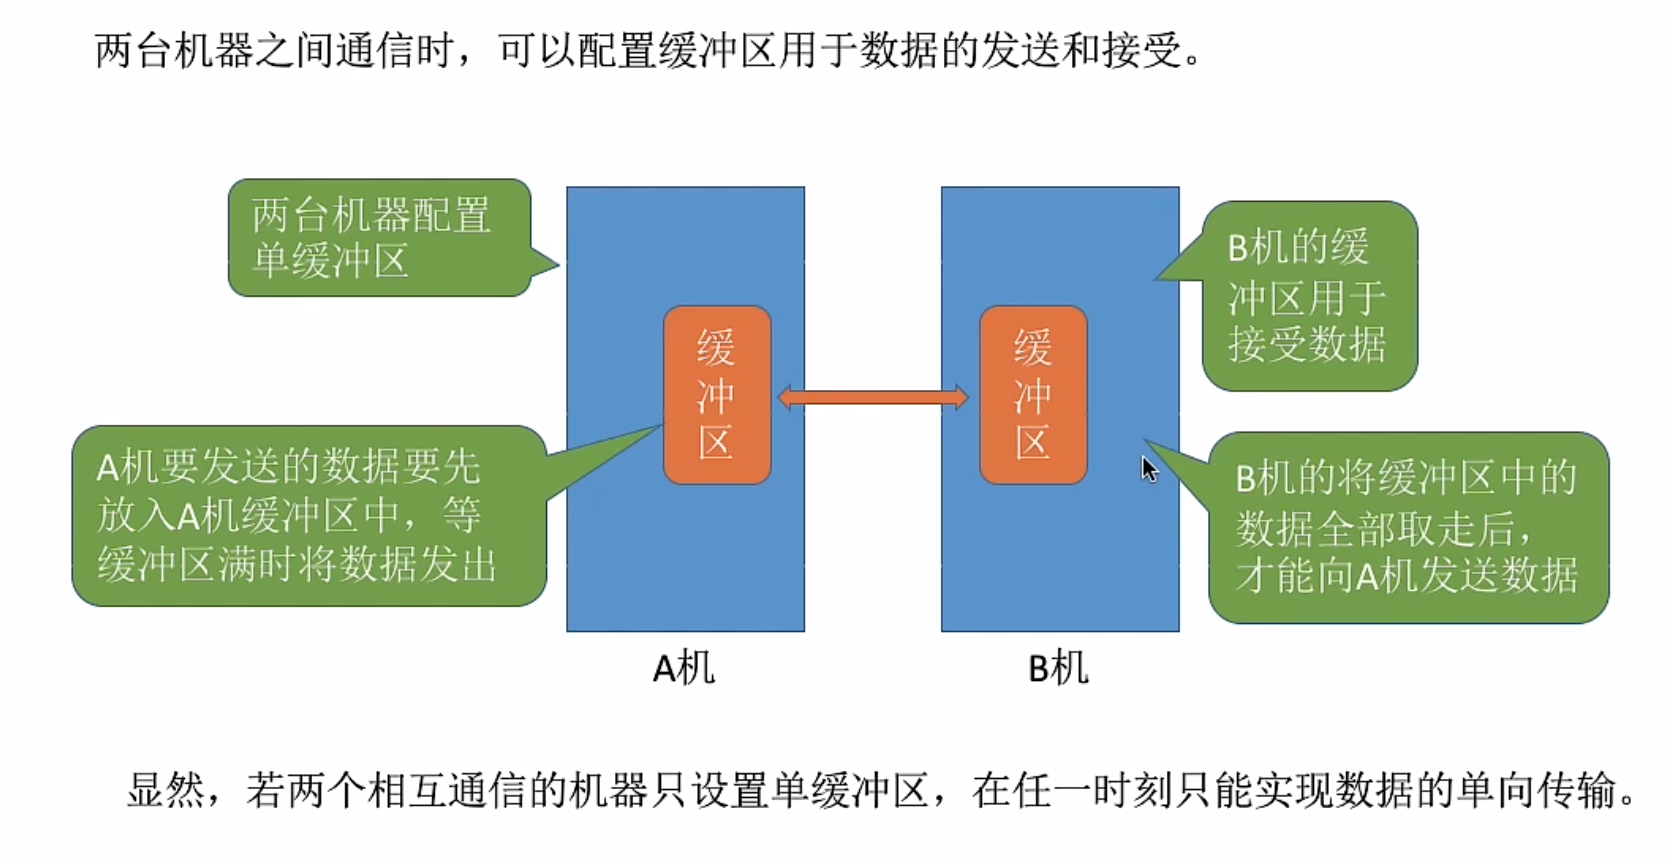 两台机器之间通信时，可以配置缓冲区用于数据的发送和接受。
两台机器配置
单缓冲区
B机的缓
冲区用于
接受数据
缓
冲
区
缓
冲
区
A机要发送的数据要先
放入A机缓冲区中，等
缓冲区满时将数据发出
B机的将缓冲区中的
数据全部取走后，
才能向A机发送数据
A机
B机
显然，若两个相互通信的机器只设置单缓冲区，在任一时刻只能实现数据的单向传输。